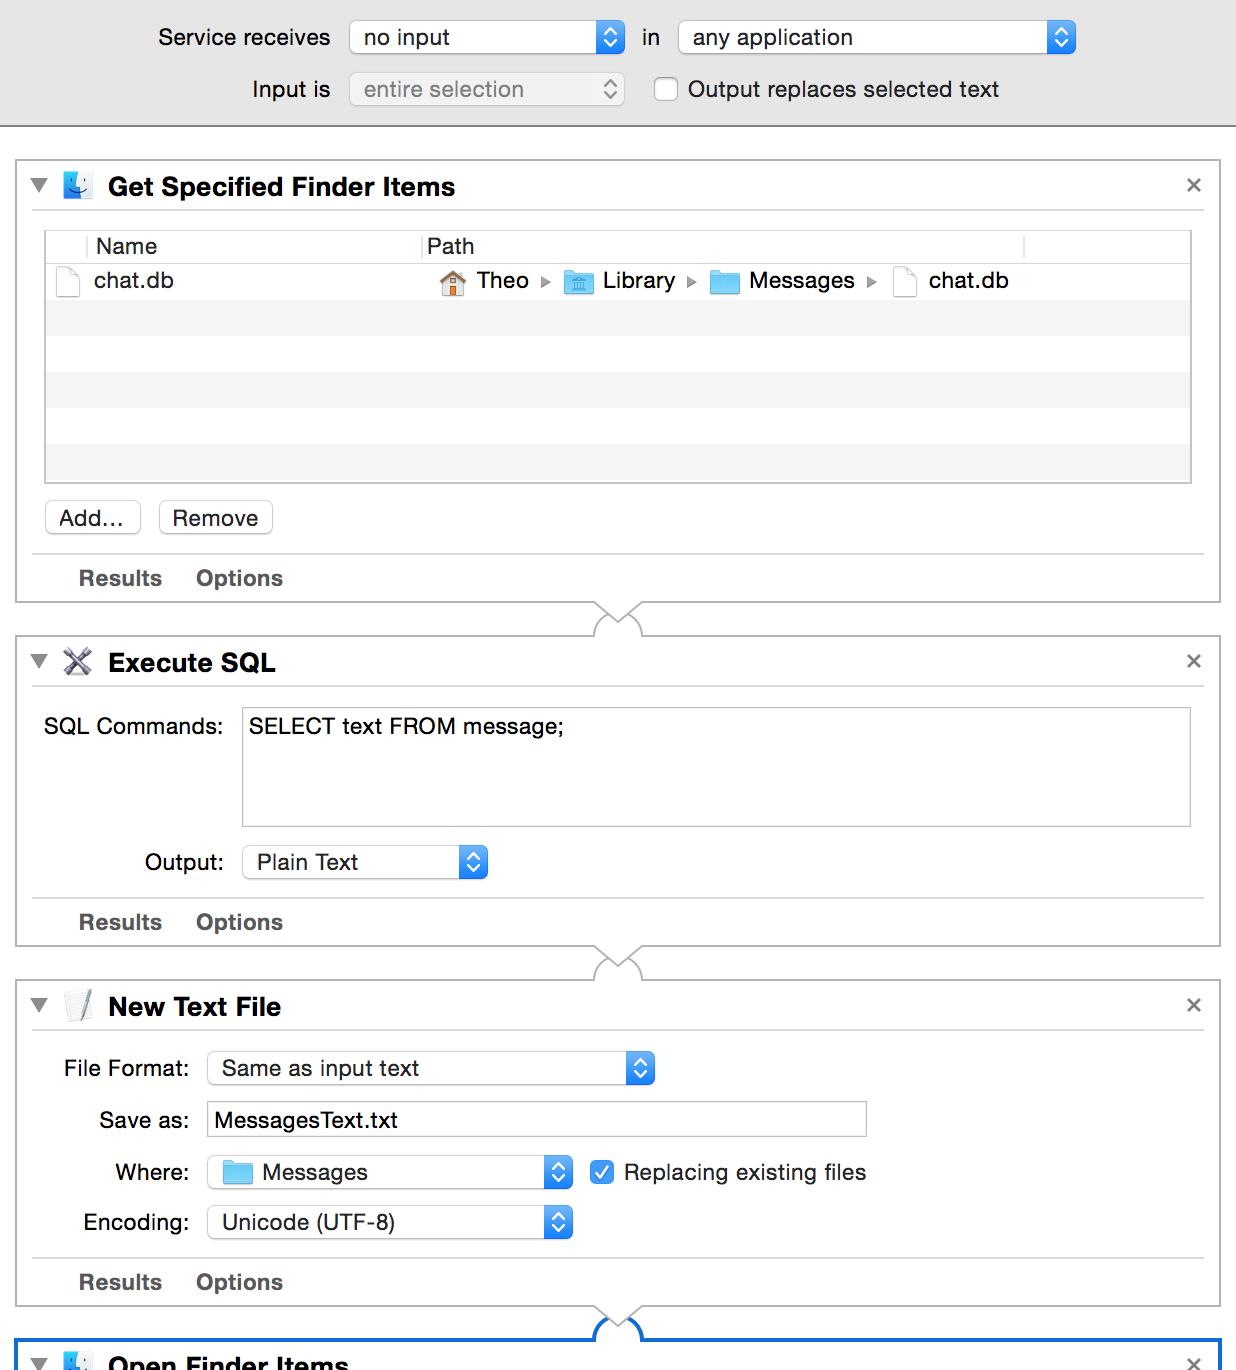 Service receives no input in any application
Input is entire selection Output replaces selected text
Get Specified Finder Items
Name Path
chat.db Theo Library Messages chat.db
Add... Remove
Results Options
Execute SQL
SQL Commands: SELECT text FROM message;
Output: Plain Text
Results Options
New Text File
File Format: Same as input text
Save as: MessagesText.txt
Where: Messages Replacing existing files
Encoding: Unicode (UTF-8)
Results Options
Open Finder Items